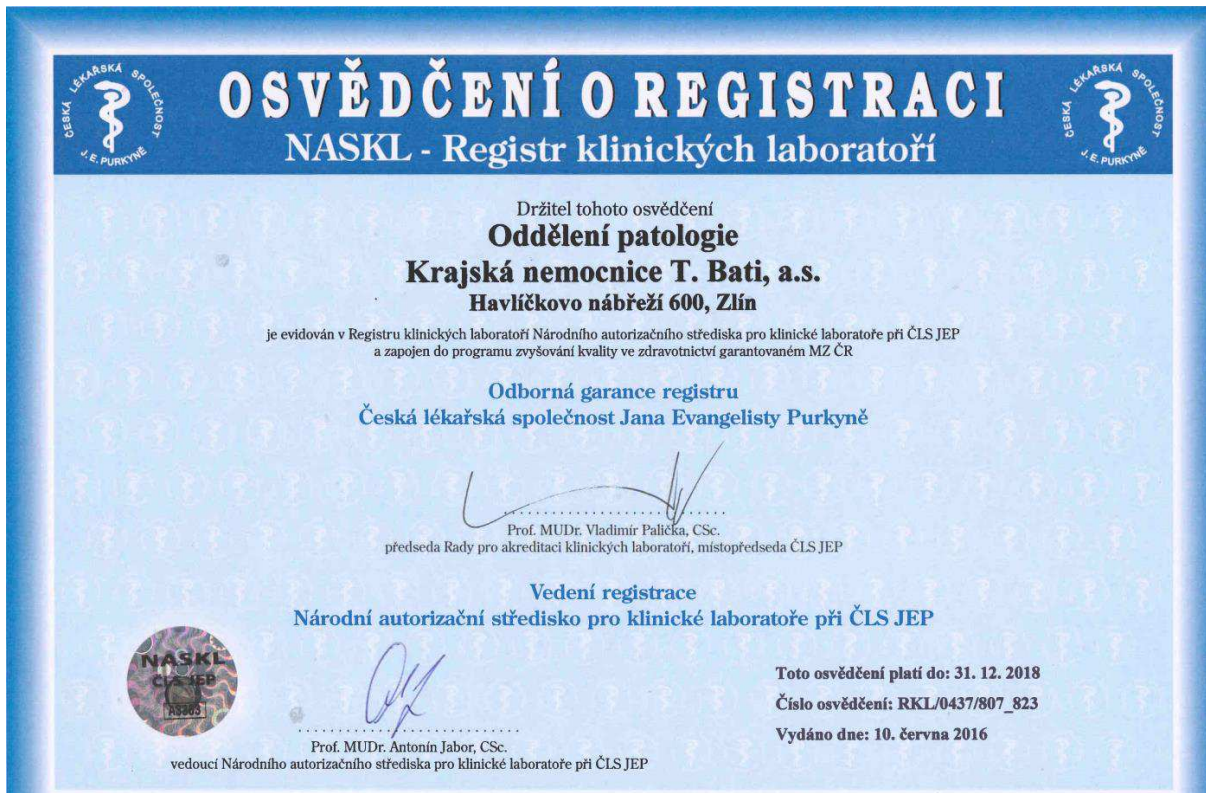 ČESKÁ LÉKAŘSKÁ SPOLEČNOST
J. E. PURKYNĚ
OSVĚDČENÍ O REGISTRACI
NASKL - Registr klinických laboratoří
ČESKÁ LÉKAŘSKÁ SPOLEČNOST
J. E. PURKYNĚ
Držitel tohoto osvědčení
Oddělení patologie
Krajská nemocnice T. Bati, a.s.
Havlíčkovo nábřeží 600, Zlín
je evidován v Registru klinických laboratoří Národního autorizačního střediska pro klinické laboratoře při ČLS JEP
a zapojen do programu zvyšování kvality ve zdravotnictví garantovaném MZ ČR
Odborná garance registru
Česká lékařská společnost Jana Evangelisty Purkyně
Prof. MUDr. Vladimír Palička, CSc.
předseda Rady pro akreditaci klinických laboratoří, místopředseda ČLS JEP
Vedení registrace
Národní autorizační středisko pro klinické laboratoře při ČLS JEP
NASKL
ČLS JEP
Toto osvědčení platí do: 31. 12. 2018
Číslo osvědčení: RKL/0437/807_823
Vydáno dne: 10. června 2016
Prof. MUDr. Antonín Jabor, CSc.
vedoucí Národního autorizačního střediska pro klinické laboratoře při ČLS JEP